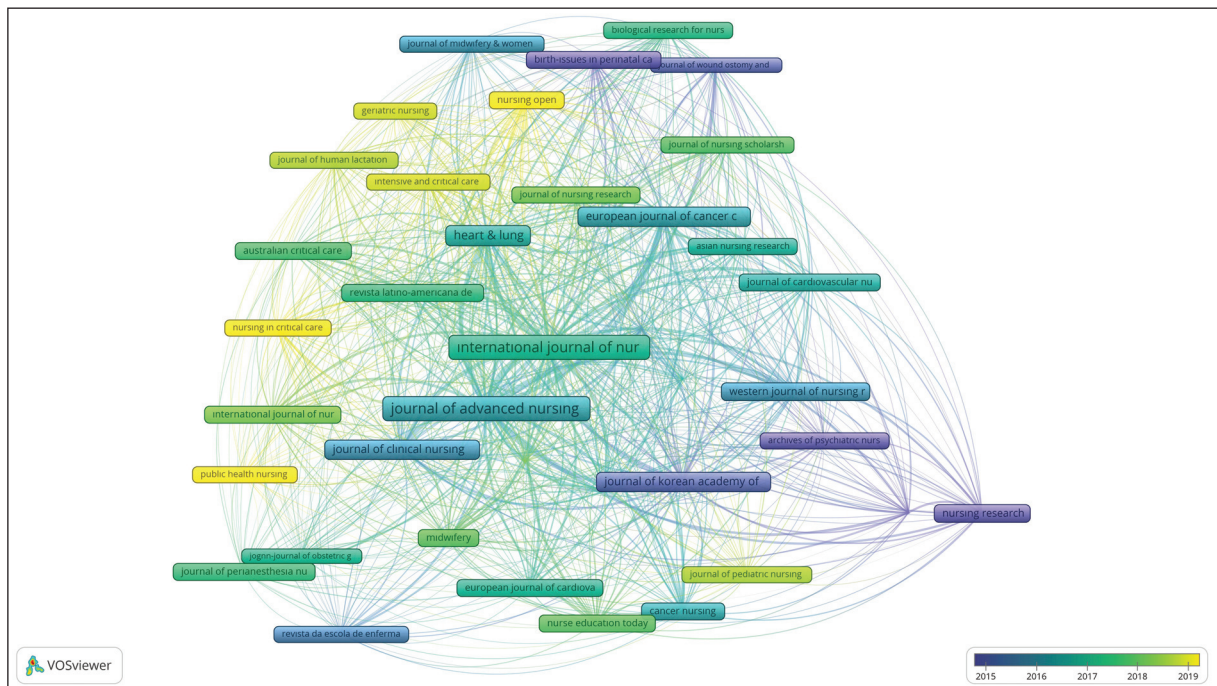 biological research for nurs
journal of midwifery & women
birth-issues in perinatal ca
journal of wound ostomy and
nursing open
geriatric nursing
journal of nursing scholarsh
journal of human lactation
intensive and critical care
journal of nursing research
european journal of cancer c
heart & lung
asian nursing research
australian critical care
journal of cardiovascular nu
revista latino-americana de
nursing in critical care
international journal of nur
western journal of nursing r
journal of advanced nursing
international journal of nur
archives of psychiatric nurs
journal of clinical nursing
public health nursing
journal of korean academy of
nursing research
midwifery
jognn-journal of obstetric g
journal of perianesthesia nu
journal of pediatric nursing
european journal of cardiova
cancer nursing
nurse education today
revista da escola de enferma
VOSviewer
2015 2016 2017 2018 2019